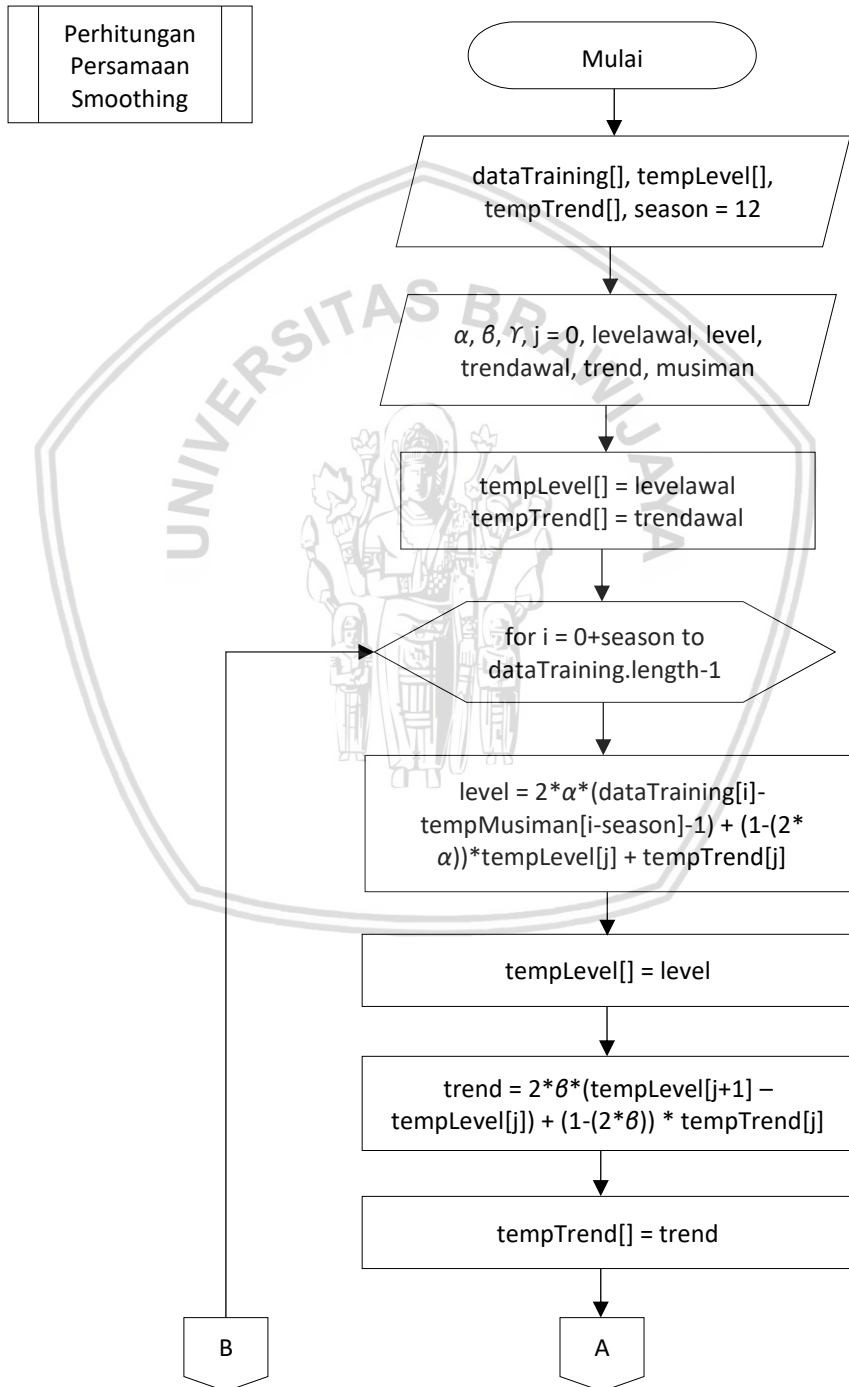 Perhitungan
Persamaan
Smoothing
Mulai
dataTraining[], tempLevel[],
tempTrend[], season = 12
α, β, ϒ, j = 0, levelawal, level,
trendawal, trend, musiman
UNIVERSITAS BRAWIJAYA
tempLevel[] = levelawal
tempTrend[] = trendawal
for i = 0+season to
dataTraining.length-1
level = 2*α*(dataTraining[i]-
tempMusiman[i-season]-1) + (1-(2*
α))*tempLevel[j] + tempTrend[j]
tempLevel[] = level
trend = 2*β*(tempLevel[j+1] –
tempLevel[j]) + (1-(2*β)) * tempTrend[j]
tempTrend[] = trend
B
A